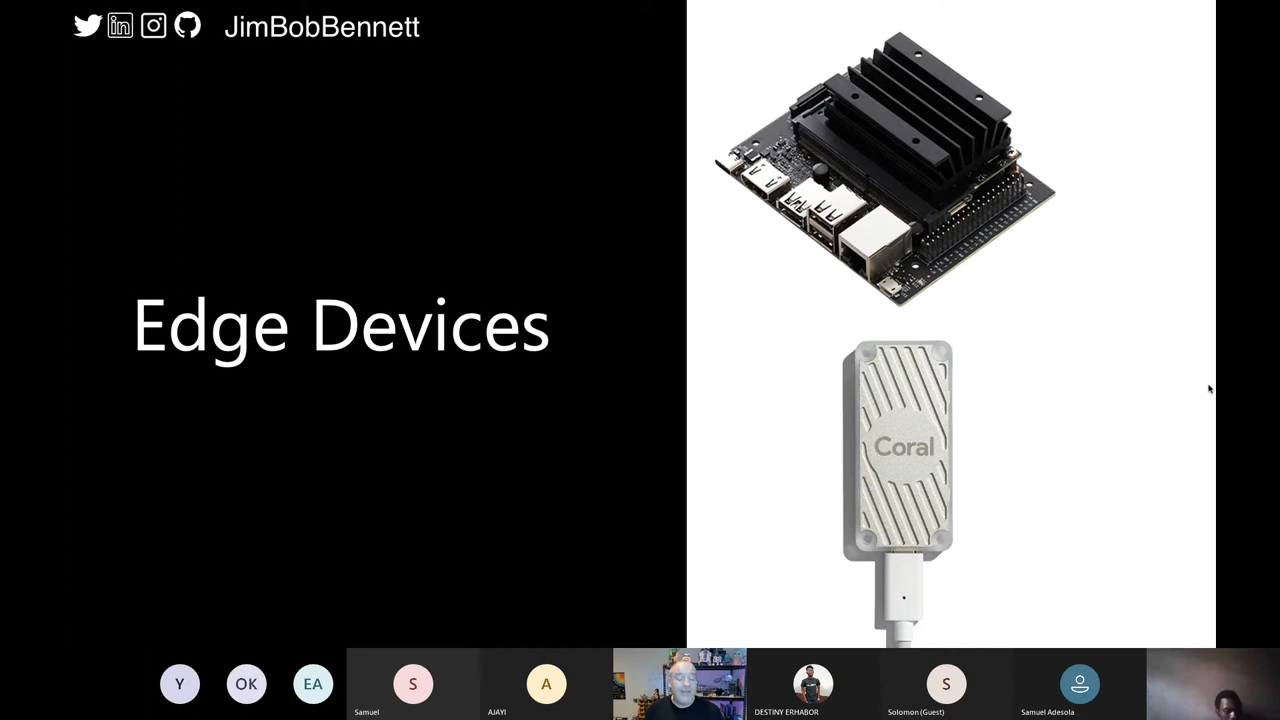 JimBobBennett
Edge Devices
Coral
Y
OK
EA
S
Samuel
A
AJAYI
DESTINY ERHABOR
S
Solomon (Guest)
Samuel Adesola